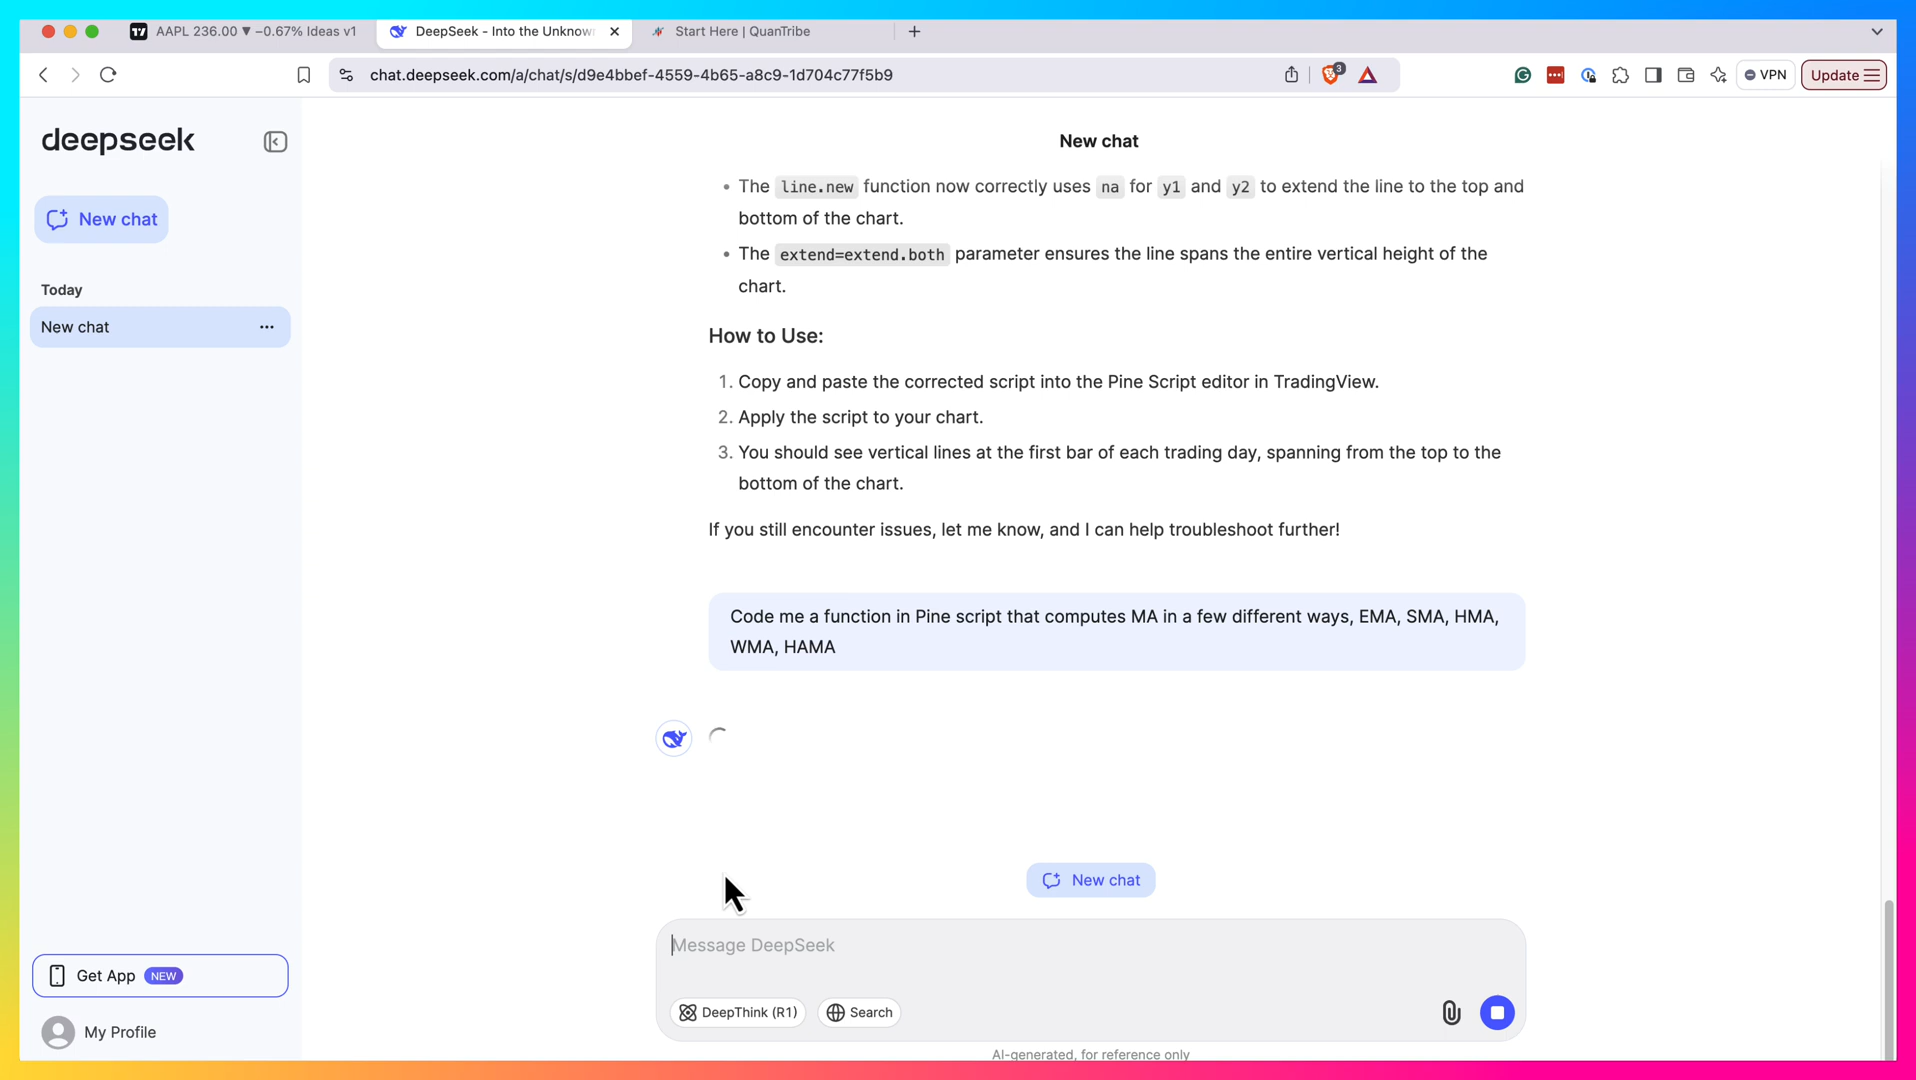 AAPL 236.00 ▼ −0.67% Ideas v1
DeepSeek - Into the Unknown
Start Here | QuanTribe
chat.deepseek.com/a/chat/s/d9e4bbef-4559-4b65-a8c9-1d704c77f5b9
3
VPN
Update
deepseek
New chat
Today
New chat
New chat
• The line.new function now correctly uses na for y1 and y2 to extend the line to the top and
bottom of the chart.
• The extend=extend.both parameter ensures the line spans the entire vertical height of the
chart.
How to Use:
1. Copy and paste the corrected script into the Pine Script editor in TradingView.
2. Apply the script to your chart.
3. You should see vertical lines at the first bar of each trading day, spanning from the top to the
bottom of the chart.
If you still encounter issues, let me know, and I can help troubleshoot further!
Code me a function in Pine script that computes MA in a few different ways, EMA, SMA, HMA,
WMA, HAMA
New chat
Message DeepSeek
DeepThink (R1)
Search
AI-generated, for reference only
Get App NEW
My Profile